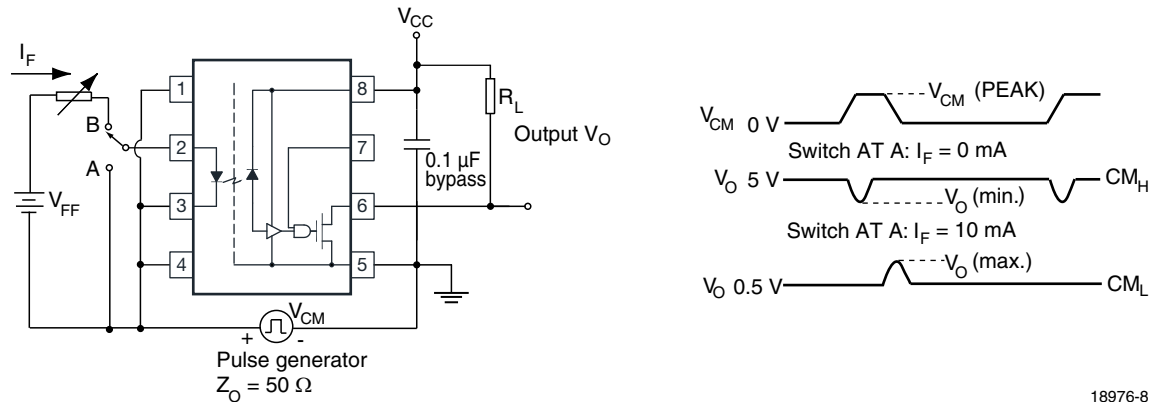 V_CC
I_F
B
A
V_FF
1
2
3
4
8
7
6
5
R_L
Output V_O
0.1 µF
bypass
V_CM
+ -
Pulse generator
Z_O = 50 Ω
V_CM (PEAK)
V_CM 0 V
Switch AT A: I_F = 0 mA
V_O 5 V
CM_H
V_O (min.)
Switch AT A: I_F = 10 mA
V_O (max.)
V_O 0.5 V
CM_L
18976-8